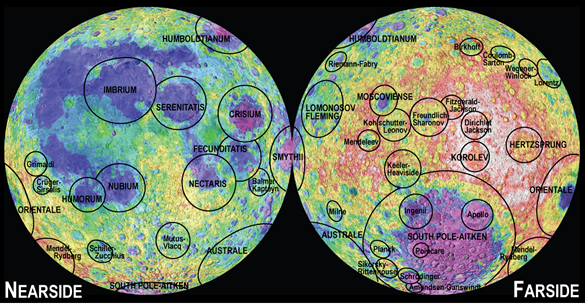 HUMBOLDTIANUM
IMBRIUM
SERENITATIS
CRISIUM
FECUNDITATIS
SMYTHII
Grimaldi
Crüger-
Sirsalis
NUBIUM
HUMORUM
NECTARIS
Balmer-
Kapteyn
ORIENTALE
Mendel-
Rydberg
Schiller-
Zucchius
Mutus-
Vlacq
AUSTRALE
SOUTH POLE-AITKEN
NEARSIDE
HUMBOLDTIANUM
Riemann-Fabry
Birkhoff
Coulomb-
Sarton
Wegener-
Winlock
Lorentz
LOMONOSOV
FLEMING
MOSCOVIENSE
Kohlschutter-
Leonov
Freundlich-
Sharonov
Fitzgerald-
Jackson
Dirichlet
Jackson
Mendeleev
KOROLEV
HERTZSPRUNG
Keeler-
Heaviside
ORIENTALE
Milne
Ingenii
Apollo
AUSTRALE
SOUTH POLE-AITKEN
Planck
Poincare
Mendel-
Rydberg
Sikorsky-
Rittenhouse
Schrodinger
Amundsen-Ganswindt
FARSIDE